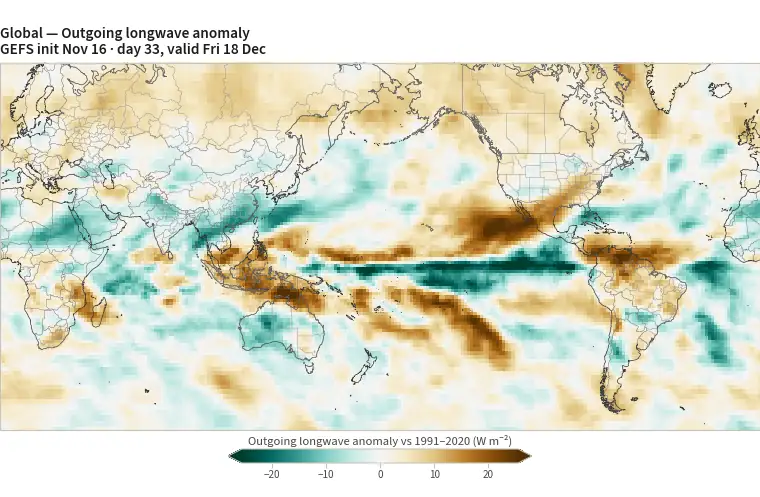 Global — Outgoing longwave anomaly
GEFS init Nov 16 · day 33, valid Fri 18 Dec
Outgoing longwave anomaly vs 1991–2020 (W m⁻²)
−20 −10 0 10 20